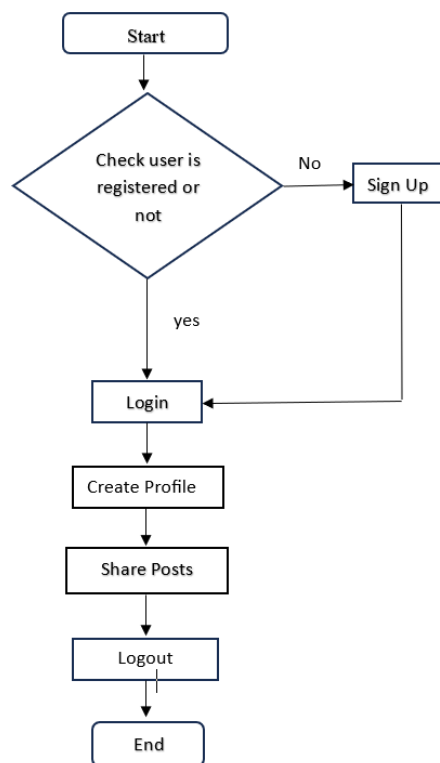 Start
Check user is
registered or
not
No
Sign Up
yes
Login
Create Profile
Share Posts
Logout
End